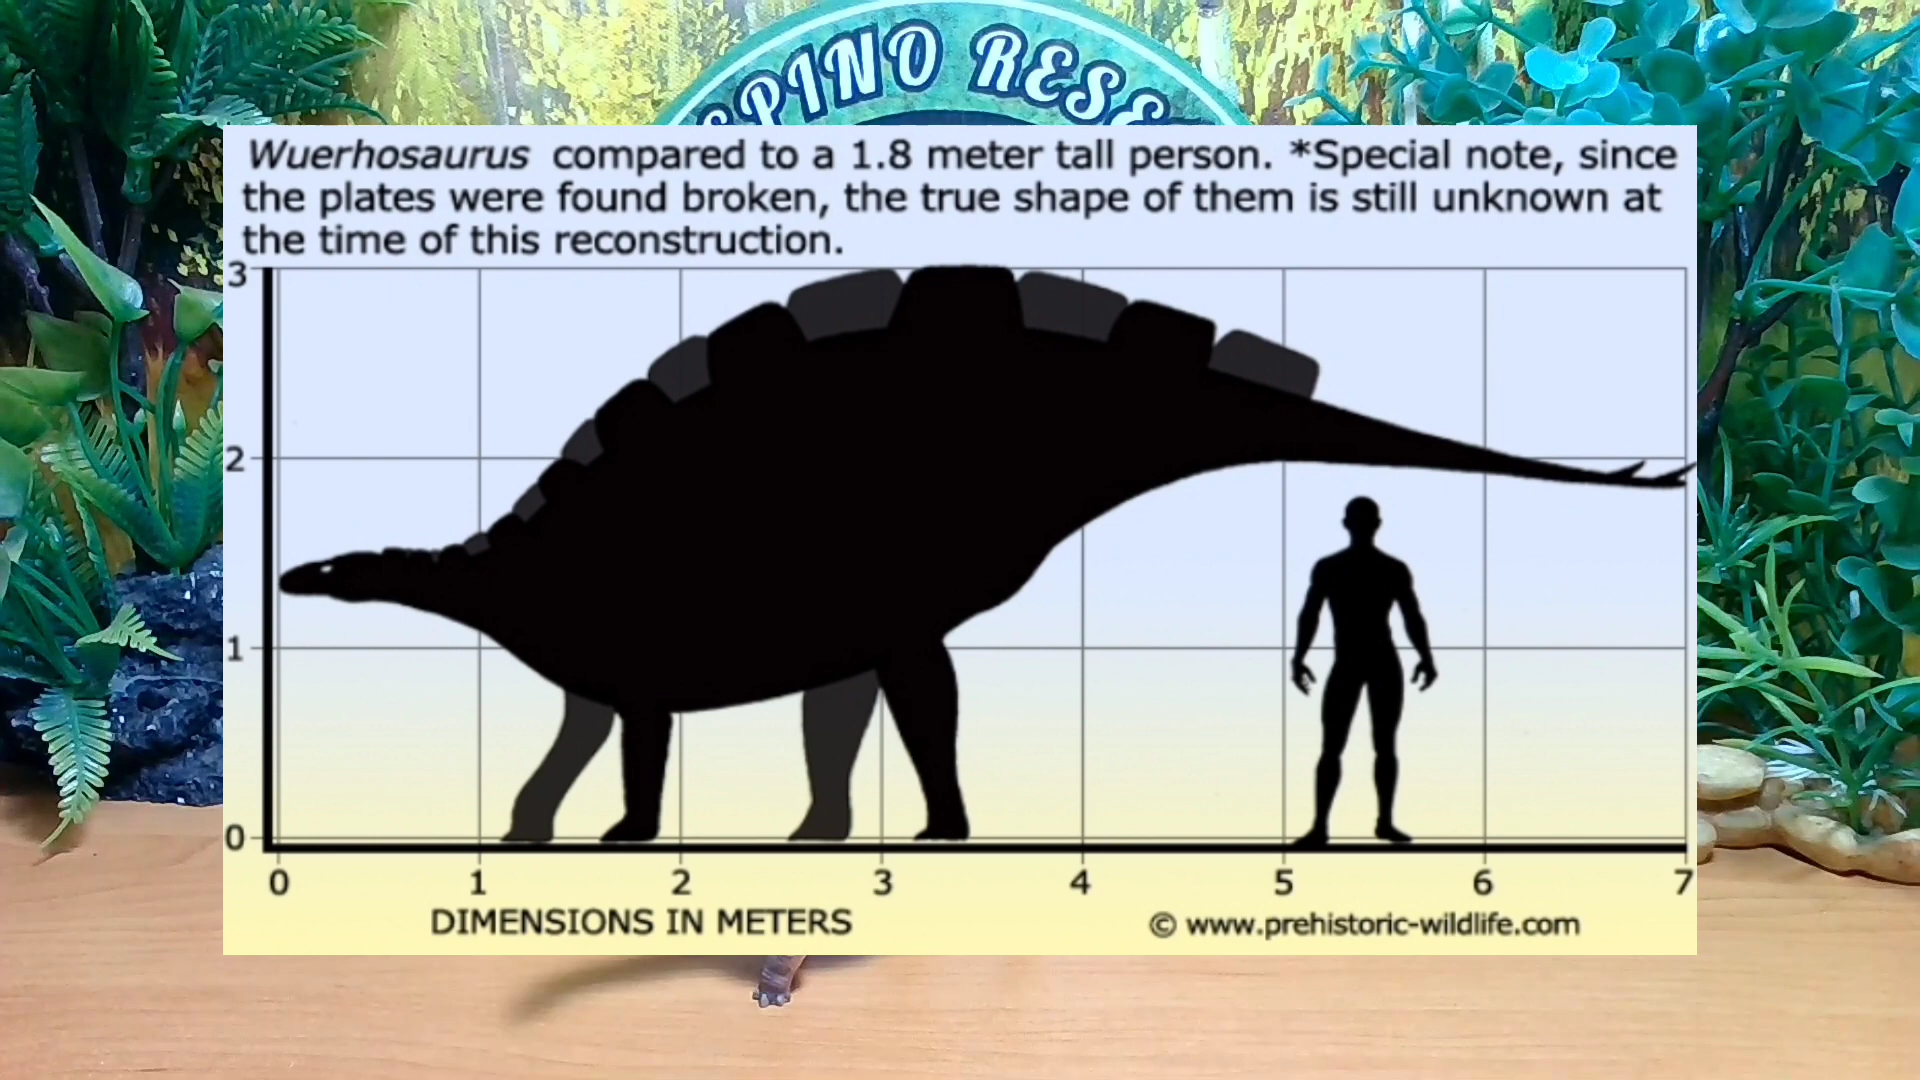 SPINO RESE
Wuerhosaurus compared to a 1.8 meter tall person. *Special note, since
the plates were found broken, the true shape of them is still unknown at
the time of this reconstruction.
3
2
1
0
0 1 2 3 4 5 6 7
DIMENSIONS IN METERS
© www.prehistoric-wildlife.com